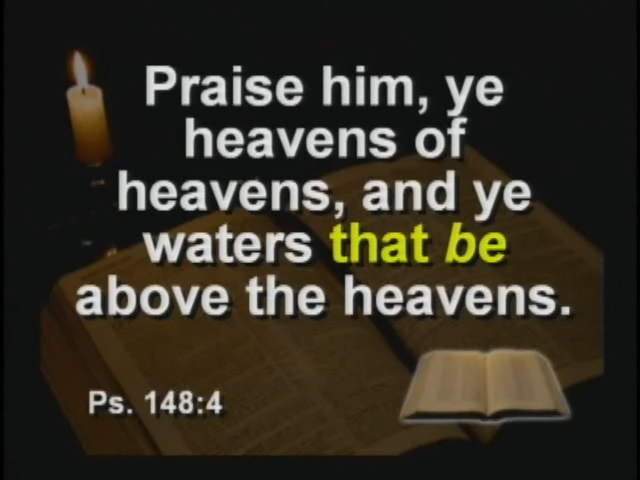 Praise him, ye
heavens of
heavens, and ye
waters that be
above the heavens.
Ps. 148:4